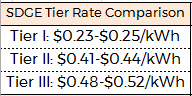 SDGE Tier Rate Comparison
Tier I: $0.23-$0.25/kWh
Tier II: $0.41-$0.44/kWh
Tier III: $0.48-$0.52/kWh